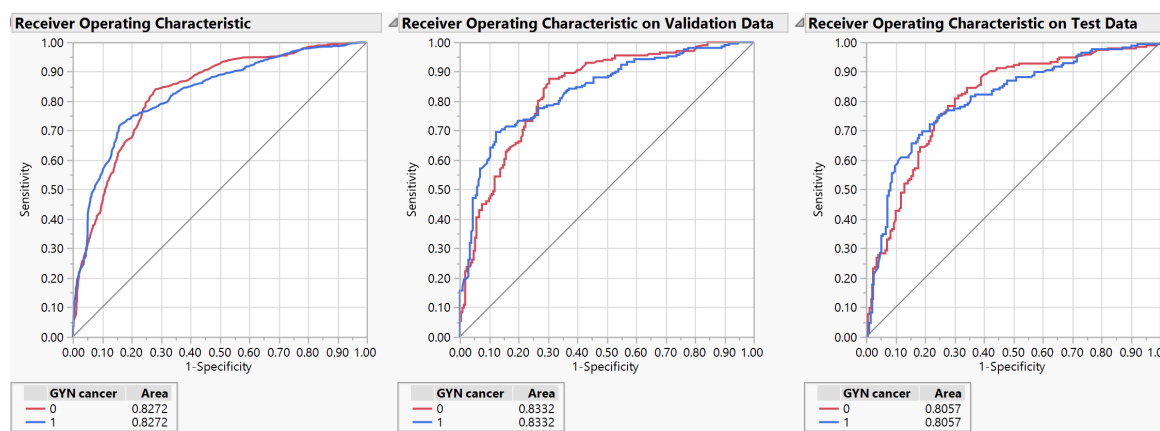 Receiver Operating Characteristic
1.00
0.90
0.80
0.70
0.60
0.50
0.40
0.30
0.20
0.10
0.00
Sensitivity
0.00 0.10 0.20 0.30 0.40 0.50 0.60 0.70 0.80 0.90 1.00
1-Specificity
GYN cancer Area
0 0.8272
1 0.8272
Receiver Operating Characteristic on Validation Data
1.00
0.90
0.80
0.70
0.60
0.50
0.40
0.30
0.20
0.10
0.00
Sensitivity
0.00 0.10 0.20 0.30 0.40 0.50 0.60 0.70 0.80 0.90 1.00
1-Specificity
GYN cancer Area
0 0.8332
1 0.8332
Receiver Operating Characteristic on Test Data
1.00
0.90
0.80
0.70
0.60
0.50
0.40
0.30
0.20
0.10
0.00
Sensitivity
0.00 0.10 0.20 0.30 0.40 0.50 0.60 0.70 0.80 0.90 1.0
1-Specificity
GYN cancer Area
0 0.8057
1 0.8057